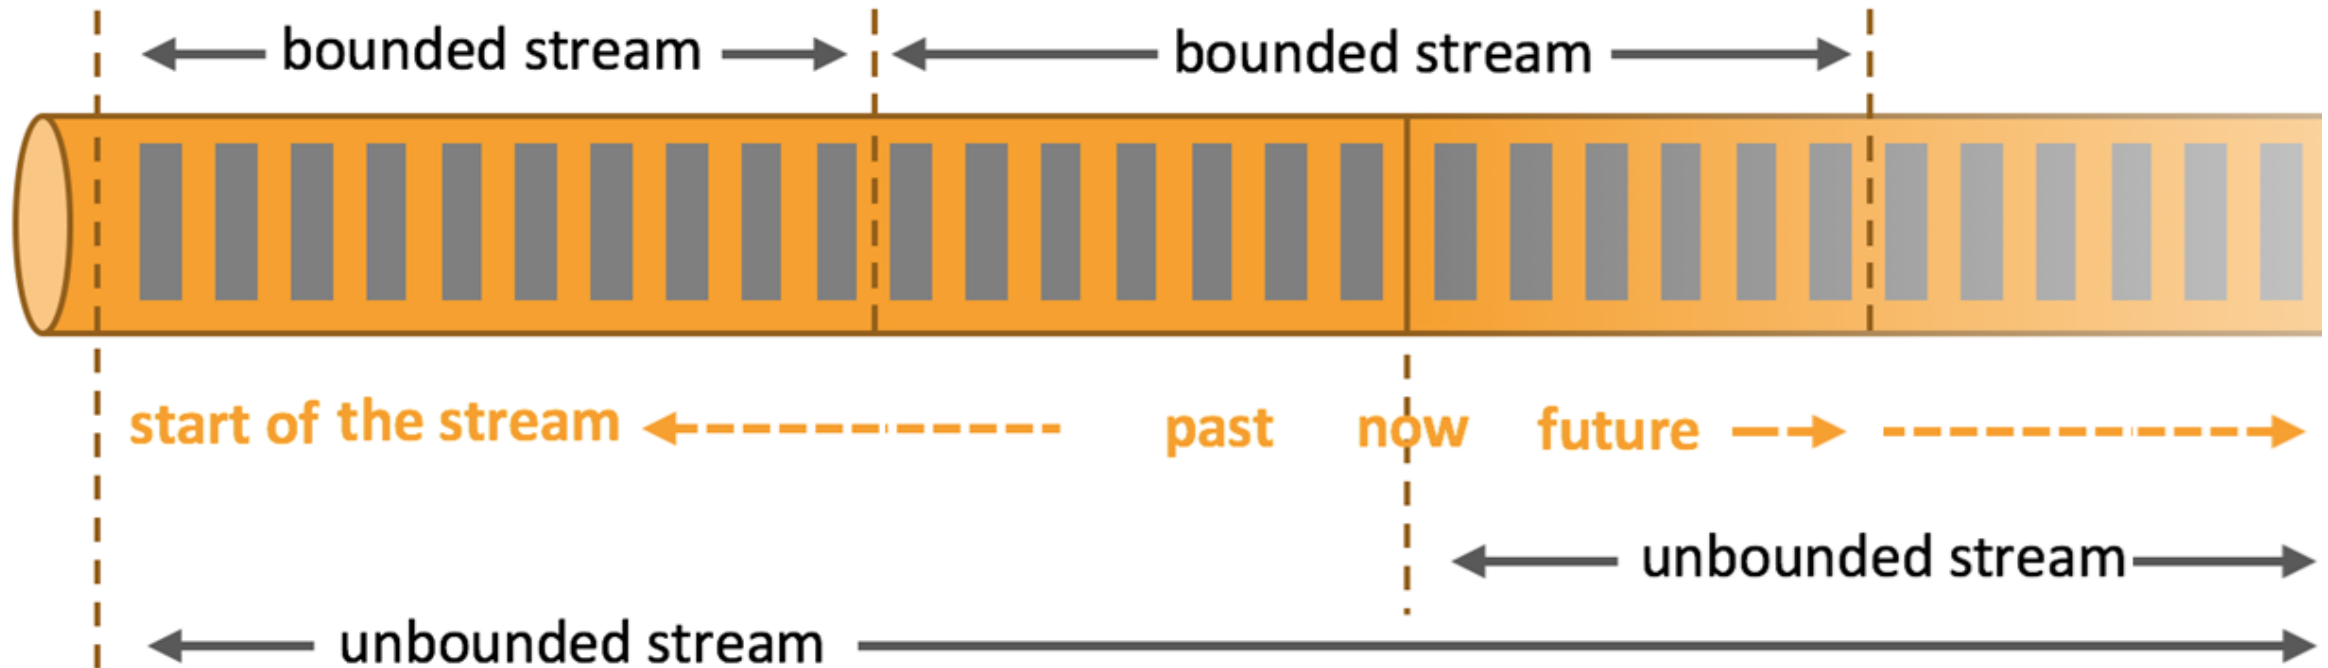 bounded stream
bounded stream
start of the stream
past
now
future
unbounded stream
unbounded stream